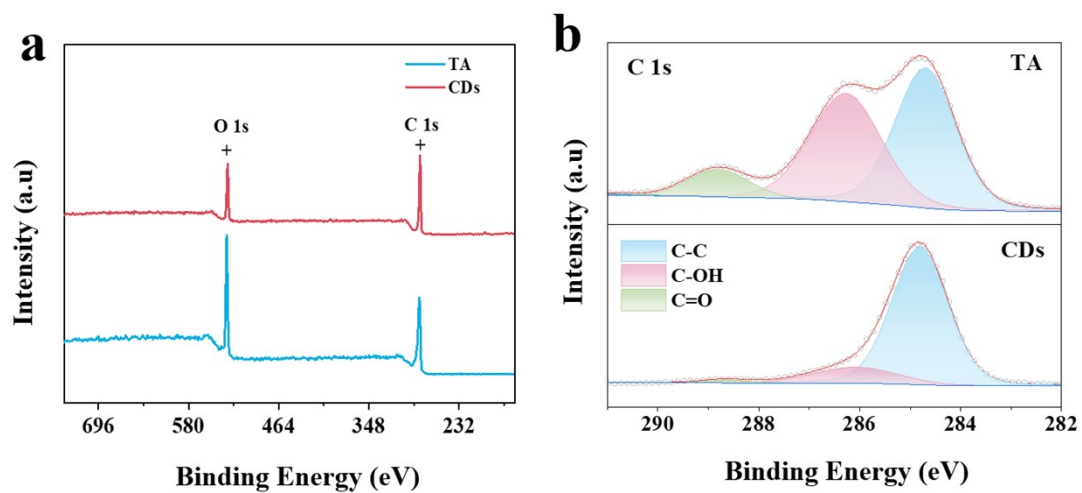 a
TA
CDs
O 1s
+
C 1s
+
Intensity (a.u)
696 580 464 348 232
Binding Energy (eV)
b
C 1s
TA
CDs
C-C
C-OH
C=O
Intensity (a.u)
290 288 286 284 282
Binding Energy (eV)